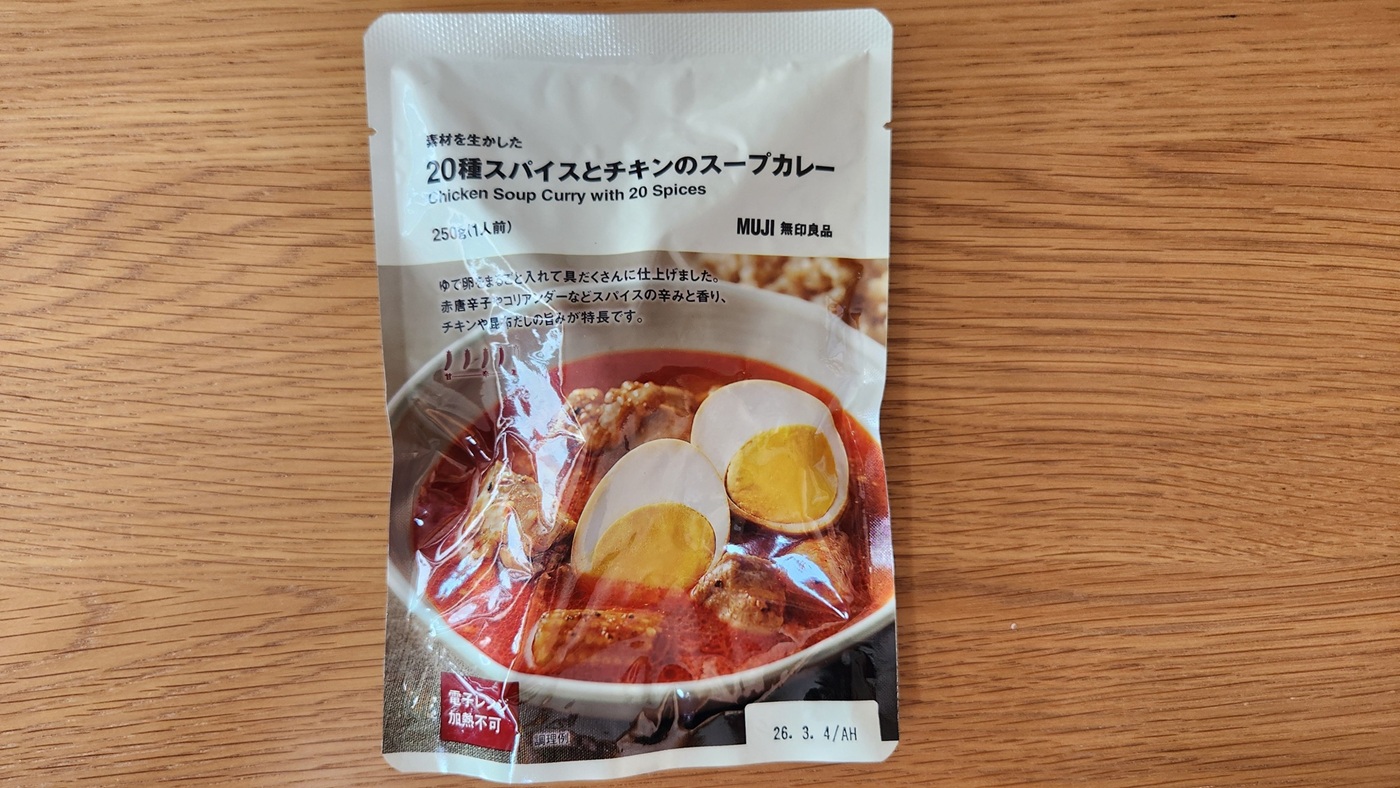 素材を生かした
20種スパイスとチキンのスープカレー
Chicken Soup Curry with 20 Spices
250g(1人前)
MUJI 無印良品
ゆで卵をまるごと入れて具だくさんに仕上げました。
赤唐辛子やコリアンダーなどスパイスの辛みと香り、
チキンや昆布だしの旨みが特長です。
電子レンジ
加熱不可
調理例
26. 3. 4/AH